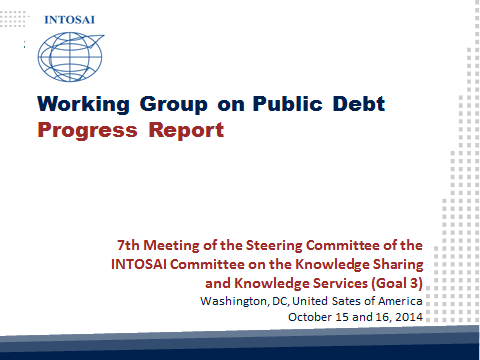 INTOSAI
Working Group on Public Debt
Progress Report
7th Meeting of the Steering Committee of the
INTOSAI Committee on the Knowledge Sharing
and Knowledge Services (Goal 3)
Washington, DC, United Sates of America
October 15 and 16, 2014